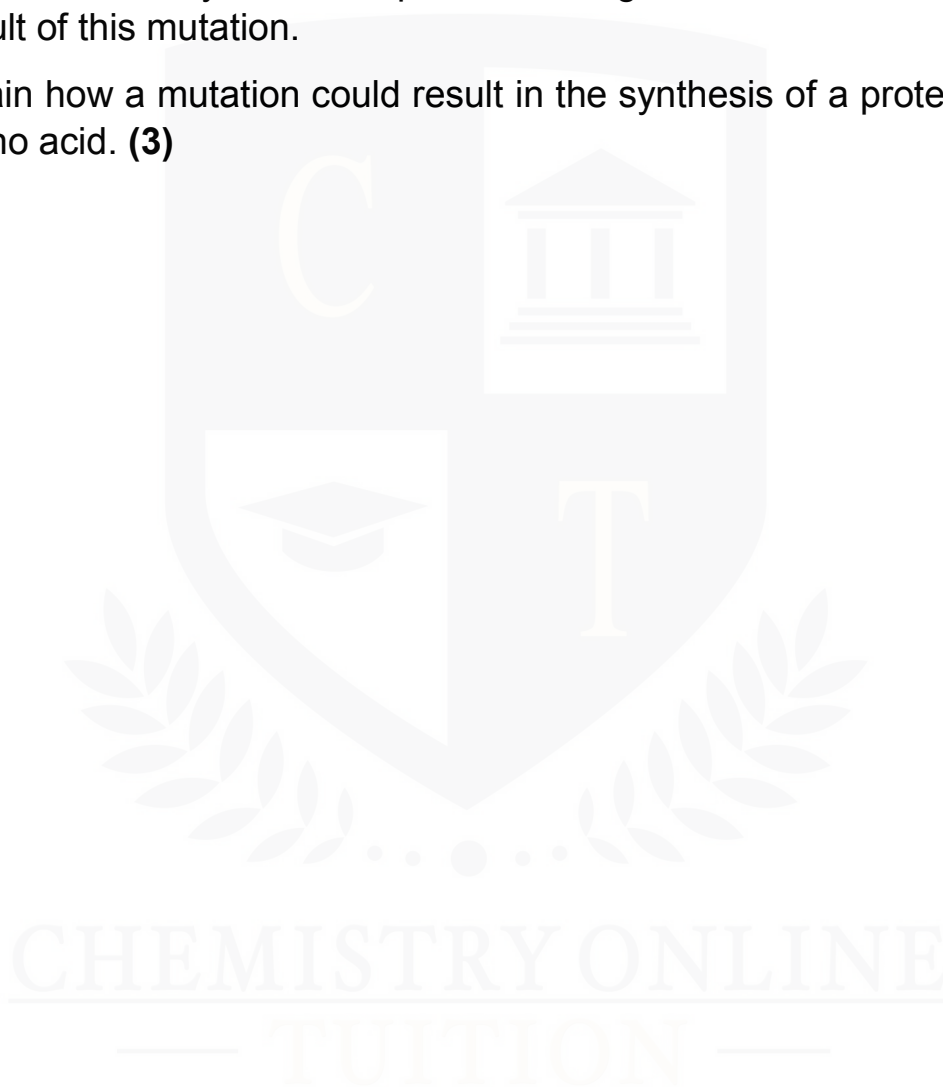 ult of this mutation.
ain how a mutation could result in the synthesis of a prote
no acid. (3)
C
T
CHEMISTRY ONLINE
— TUITION —